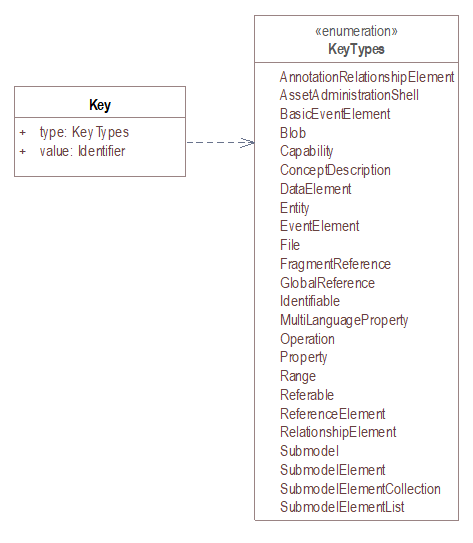 Key
+ type: KeyTypes
+ value: Identifier
«enumeration»
KeyTypes
AnnotationRelationshipElement
AssetAdministrationShell
BasicEventElement
Blob
Capability
ConceptDescription
DataElement
Entity
EventElement
File
FragmentReference
GlobalReference
Identifiable
MultiLanguageProperty
Operation
Property
Range
Referable
ReferenceElement
RelationshipElement
Submodel
SubmodelElement
SubmodelElementCollection
SubmodelElementList